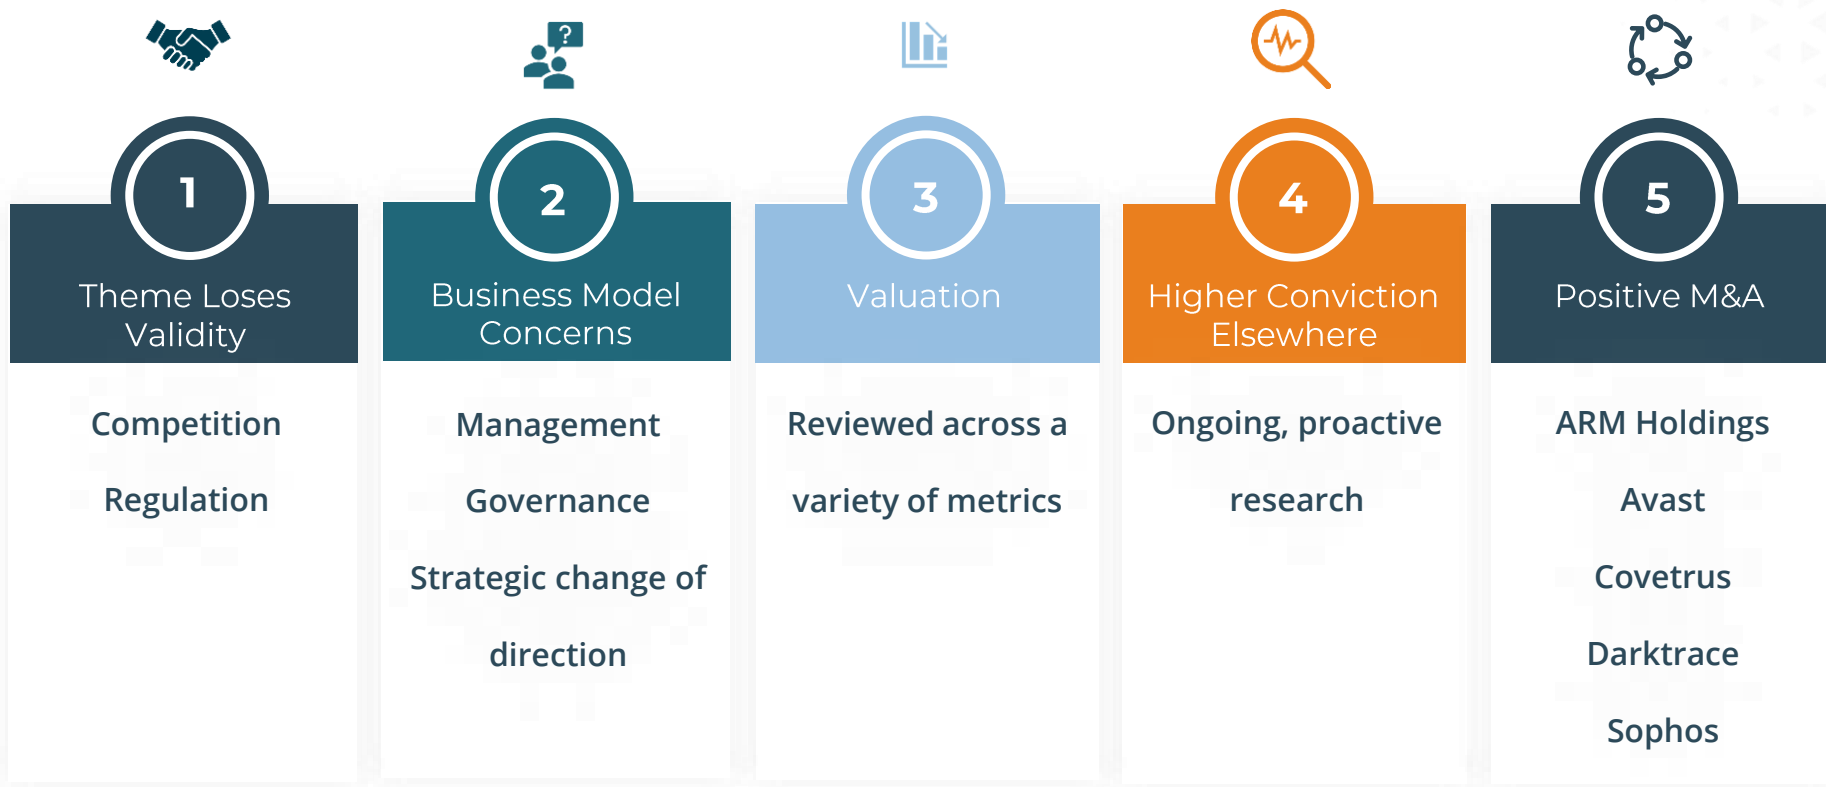 ?
1
Theme Loses
Validity
Competition
Regulation
2
Business Model
Concerns
Management
Governance
Strategic change of
direction
3
Valuation
Reviewed across a
variety of metrics
4
Higher Conviction
Elsewhere
Ongoing, proactive
research
5
Positive M&A
ARM Holdings
Avast
Covetrus
Darktrace
Sophos